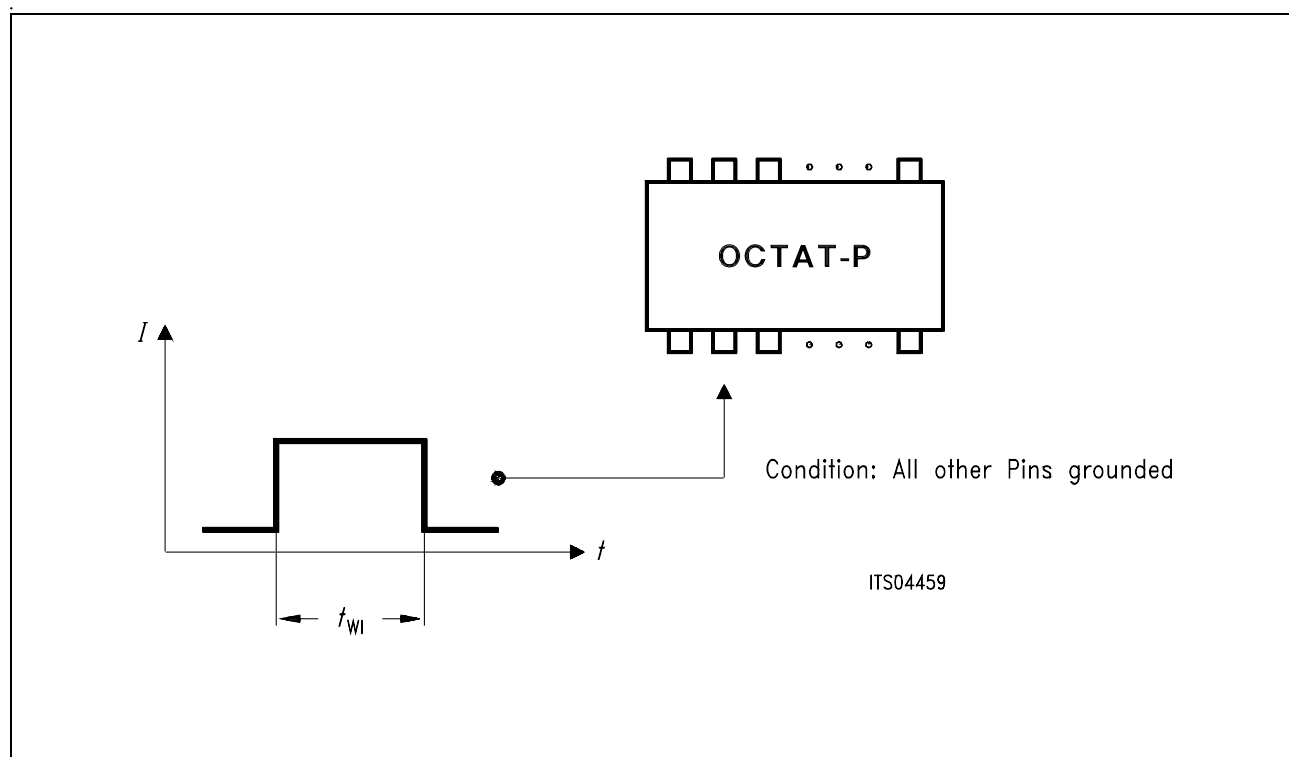 OCTAT-P
I
Condition: All other Pins grounded
t
ITS04459
tWI